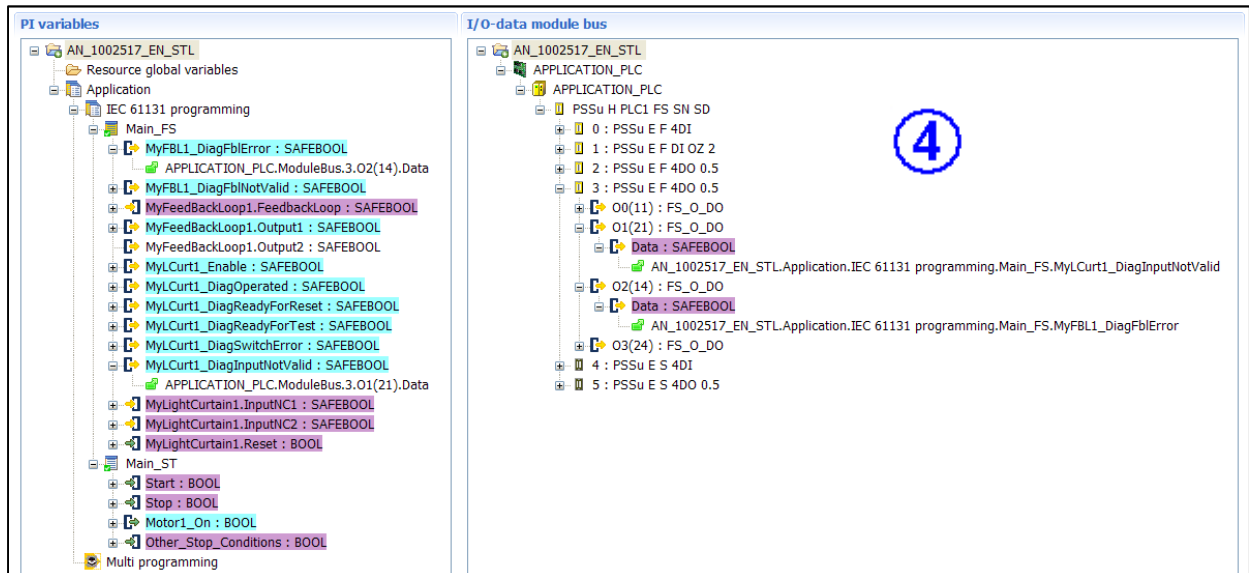 PI variables
AN_1002517_EN_STL
Resource global variables
Application
IEC 61131 programming
Main_FS
MyFBL1_DiagFblError : SAFEBOOL
APPLICATION_PLC.ModuleBus.3.O2(14).Data
MyFBL1_DiagFblNotValid : SAFEBOOL
MyFeedBackLoop1.FeedbackLoop : SAFEBOOL
MyFeedBackLoop1.Output1 : SAFEBOOL
MyFeedBackLoop1.Output2 : SAFEBOOL
MyLCurt1_Enable : SAFEBOOL
MyLCurt1_DiagOperated : SAFEBOOL
MyLCurt1_DiagReadyForReset : SAFEBOOL
MyLCurt1_DiagReadyForTest : SAFEBOOL
MyLCurt1_DiagSwitchError : SAFEBOOL
MyLCurt1_DiagInputNotValid : SAFEBOOL
APPLICATION_PLC.ModuleBus.3.O1(21).Data
MyLightCurtain1.InputNC1 : SAFEBOOL
MyLightCurtain1.InputNC2 : SAFEBOOL
MyLightCurtain1.Reset : BOOL
Main_ST
Start : BOOL
Stop : BOOL
Motor1_On : BOOL
Other_Stop_Conditions : BOOL
Multi programming
I/O-data module bus
AN_1002517_EN_STL
APPLICATION_PLC
APPLICATION_PLC
PSSu H PLC1 FS SN SD
0 : PSSu E F 4DI
1 : PSSu E F DI OZ 2
2 : PSSu E F 4DO 0.5
3 : PSSu E F 4DO 0.5
O0(11) : FS_O_DO
O1(21) : FS_O_DO
Data : SAFEBOOL
AN_1002517_EN_STL.Application.IEC 61131 programming.Main_FS.MyLCurt1_DiagInputNotValid
O2(14) : FS_O_DO
Data : SAFEBOOL
AN_1002517_EN_STL.Application.IEC 61131 programming.Main_FS.MyFBL1_DiagFblError
O3(24) : FS_O_DO
4 : PSSu E S 4DI
5 : PSSu E S 4DO 0.5
4